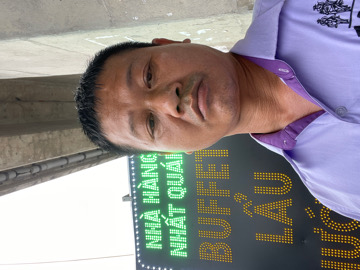 NHÀ HÀNG
NHẤT QUÁN
BUFFET
LẨU